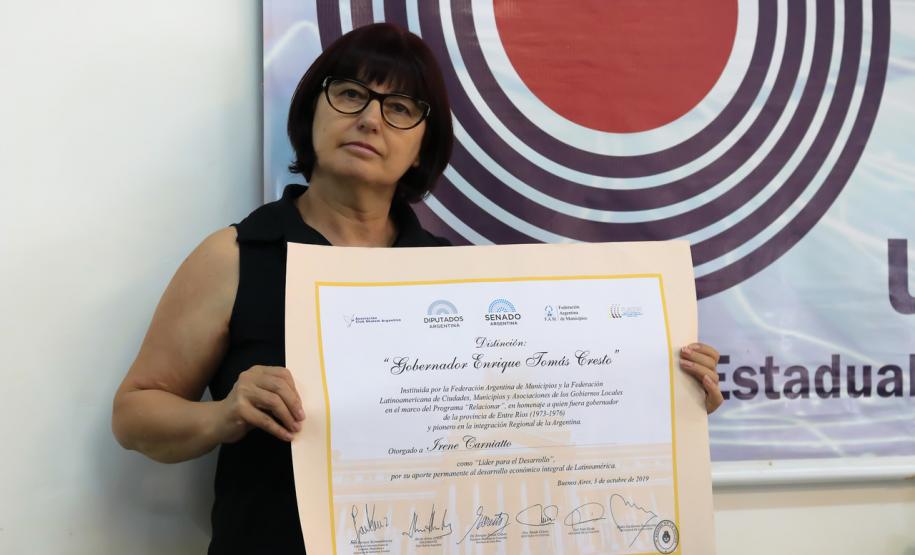 Asociación
Club Shalom Argentina
DIPUTADOS
ARGENTINA
SENADO
ARGENTINA
F.A.M.
Federación
Argentina
de Municipios
Distinción:
"Gobernador Enrique Tomás Cresto"
Instituida por la Federación Argentina de Municipios y la Federación
Latinoamericana de Ciudades, Municipios y Asociaciones de los Gobiernos Locales
en el marco del Programa "Relacionar", en homenaje a quien fuera gobernador
de la provincia de Entre Ríos (1973-1976)
y pionero en la integración Regional de la Argentina.
Otorgado a Irene Carniatto
como "Líder para el Desarrollo",
por su aporte permanente al desarrollo económico integral de Latinoamérica.
Buenos Aires, 3 de octubre de 2019
U
Estadual